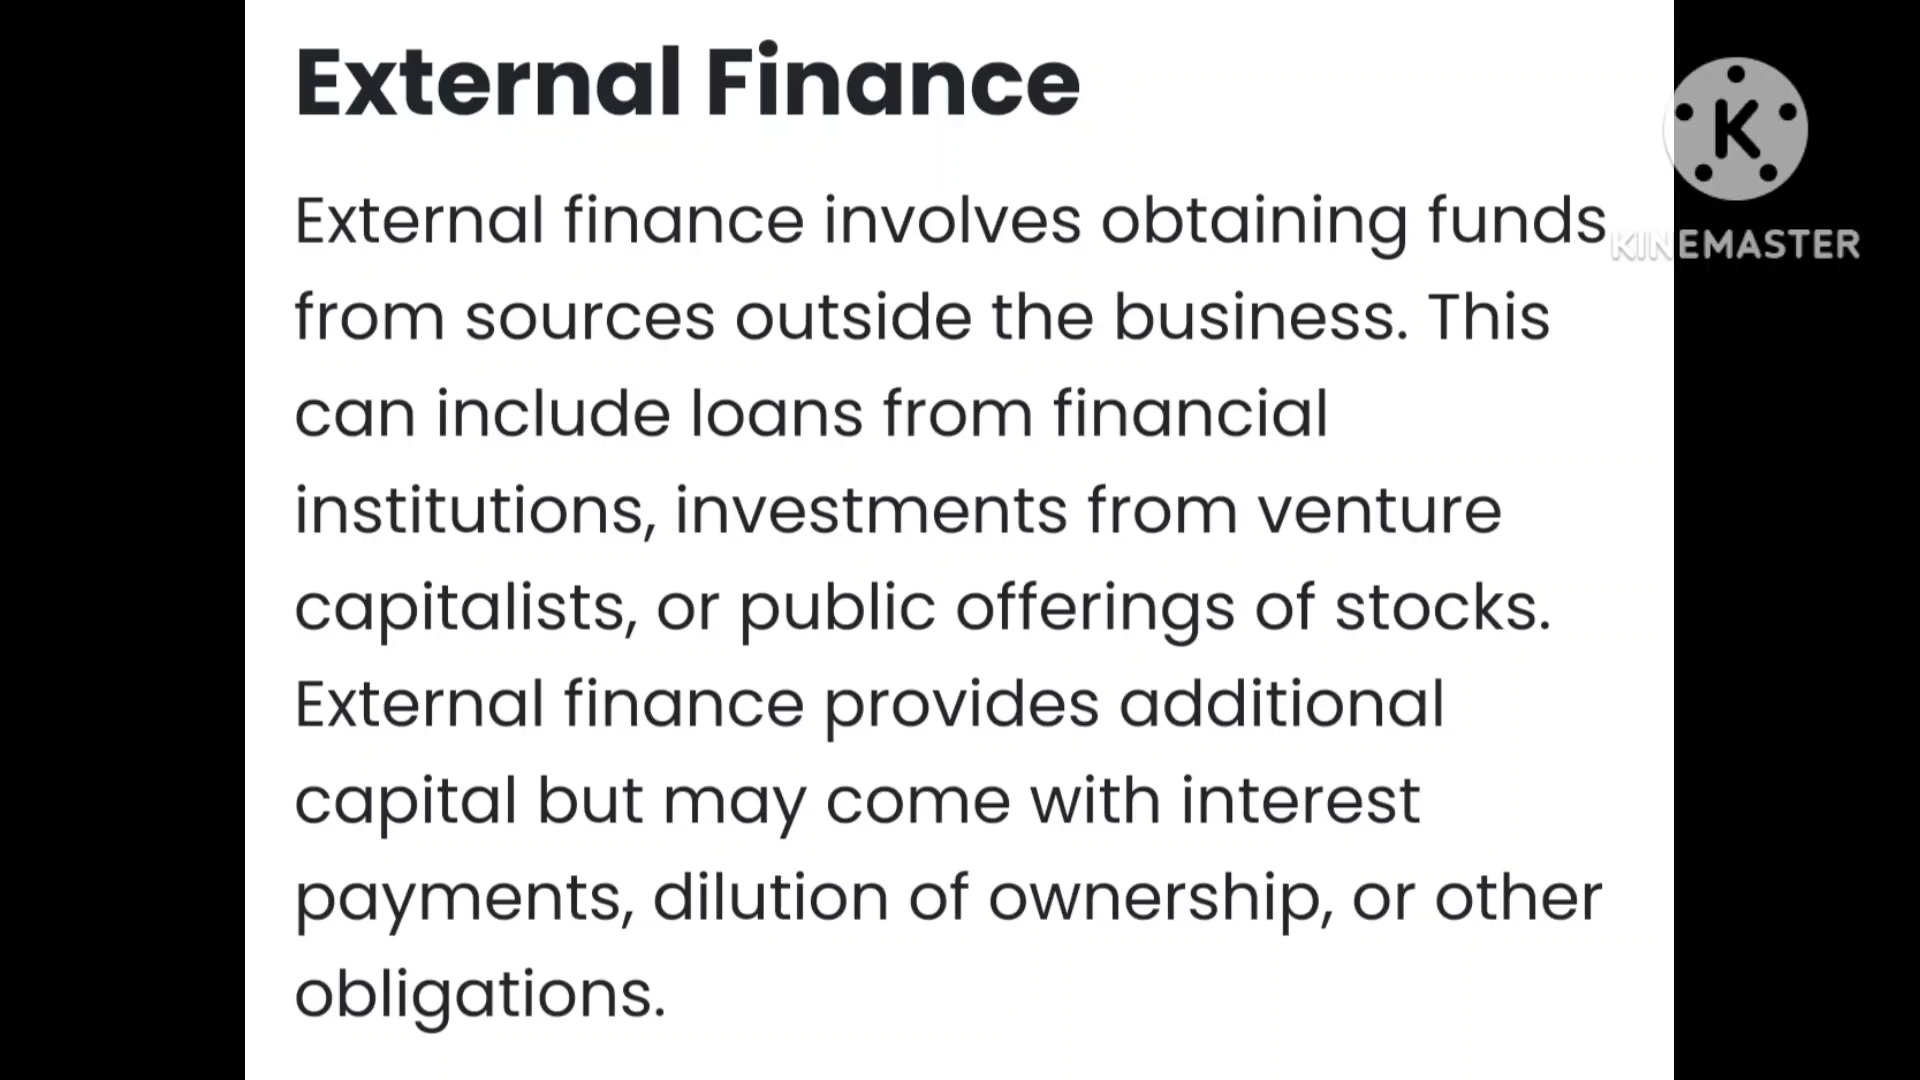 External Finance
External finance involves obtaining funds
from sources outside the business. This
can include loans from financial
institutions, investments from venture
capitalists, or public offerings of stocks.
External finance provides additional
capital but may come with interest
payments, dilution of ownership, or other
obligations.
K
KINEMASTER